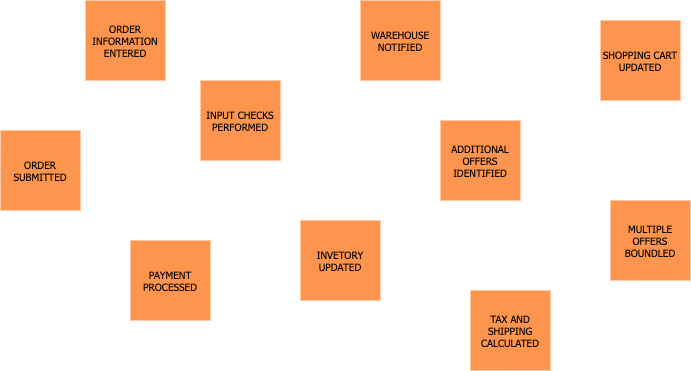 ORDER
INFORMATION
ENTERED
WAREHOUSE
NOTIFIED
SHOPPING CART
UPDATED
INPUT CHECKS
PERFORMED
ADDITIONAL
OFFERS
IDENTIFIED
ORDER
SUBMITTED
MULTIPLE
OFFERS
BOUNDLED
INVETORY
UPDATED
PAYMENT
PROCESSED
TAX AND
SHIPPING
CALCULATED